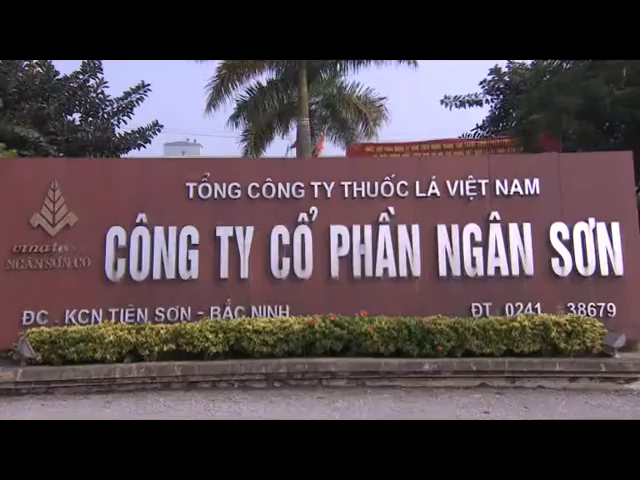 TỔNG CÔNG TY THUỐC LÁ VIỆT NAM
CÔNG TY CỔ PHẦN NGÂN SƠN
NGÂN SƠN CO
ĐC KCN TIÊN SƠN - BẮC NINH
ĐT 0241 38679